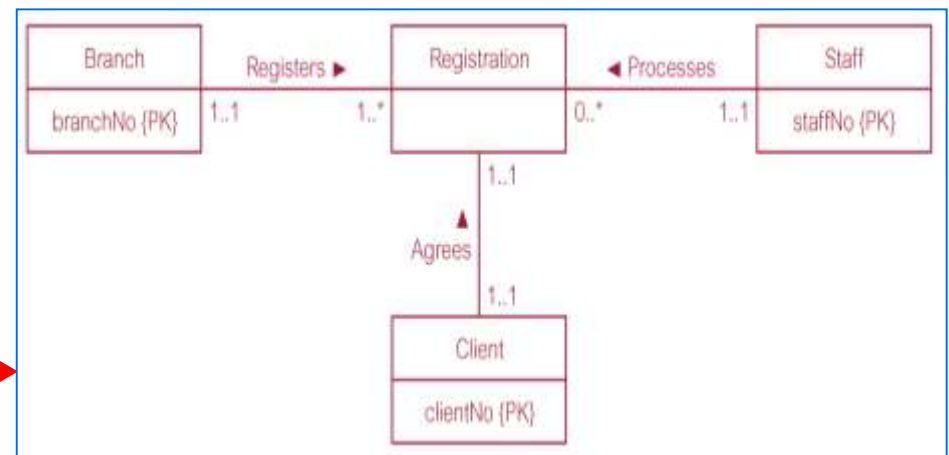 Branch
Registers ▶
Registration
◀ Processes
Staff
branchNo {PK}
1..1
1..*
0..*
1..1
staffNo {PK}
1..1
▲
Agrees
1..1
Client
clientNo {PK}